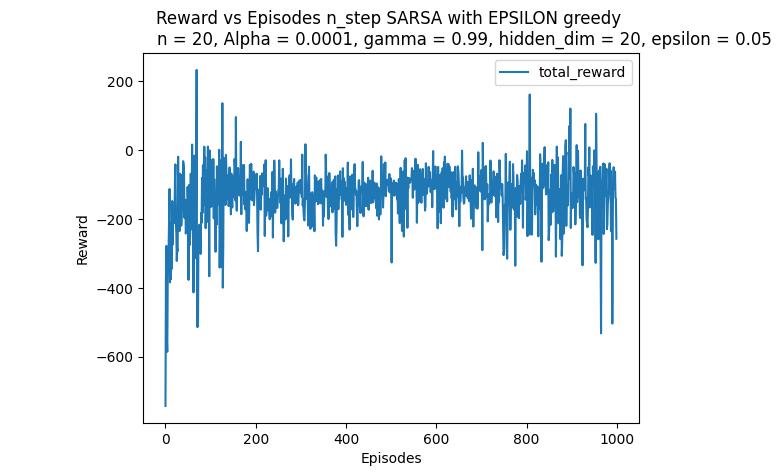 Reward vs Episodes n_step SARSA with EPSILON greedy
n = 20, Alpha = 0.0001, gamma = 0.99, hidden_dim = 20, epsilon = 0.05
total_reward
200
0
−200
−400
−600
Reward
0 200 400 600 800 1000
Episodes